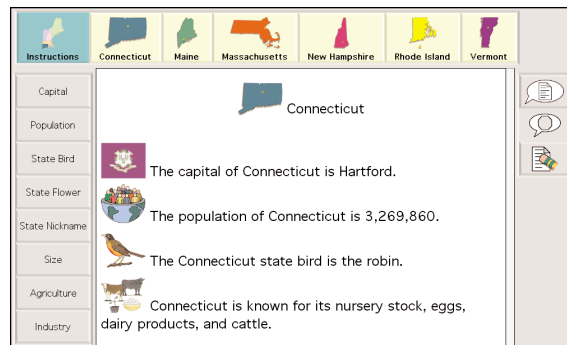 Instructions
Connecticut
Maine
Massachusetts
New Hampshire
Rhode Island
Vermont
Capital
Population
State Bird
State Flower
State Nickname
Size
Agriculture
Industry
Connecticut
The capital of Connecticut is Hartford.
The population of Connecticut is 3,269,860.
The Connecticut state bird is the robin.
Connecticut is known for its nursery stock, eggs,
dairy products, and cattle.